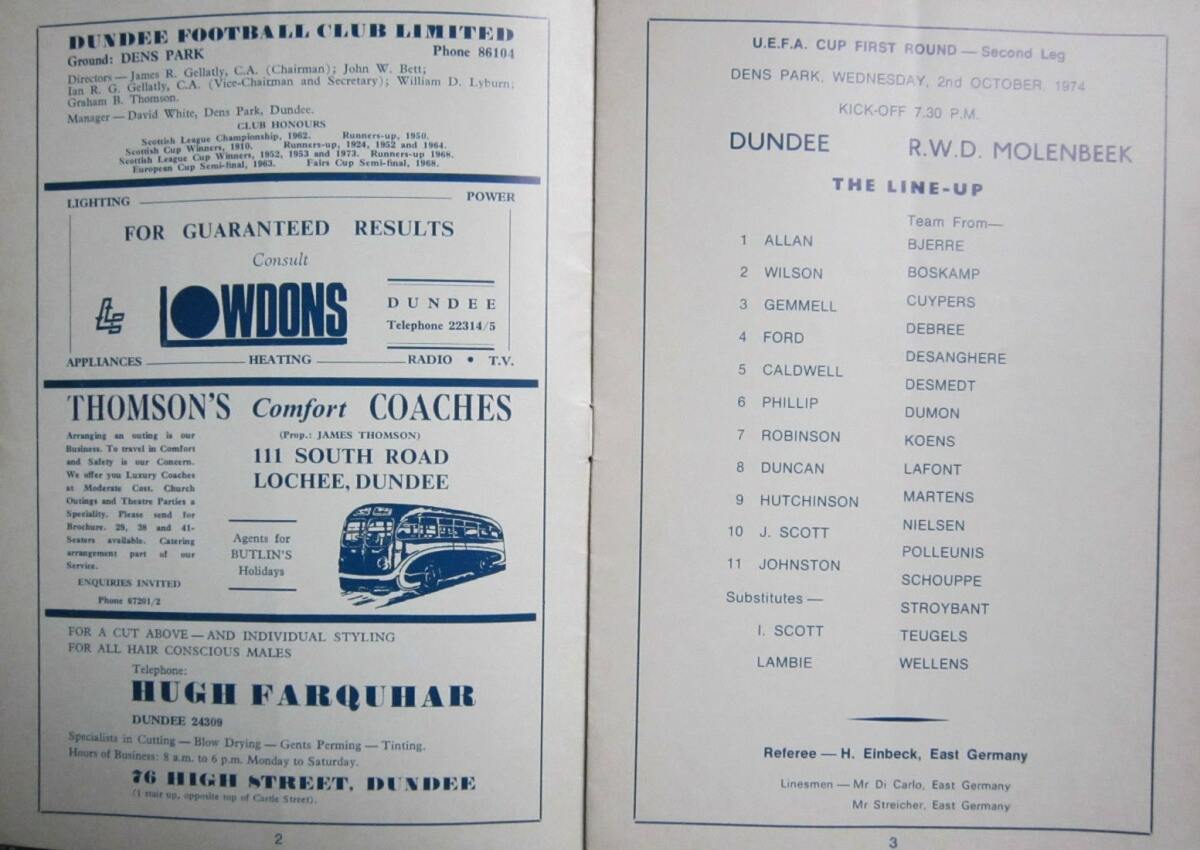 DUNDEE FOOTBALL CLUB LIMITED
Ground: DENS PARK Phone 86104
Directors — James R. Gellatly, C.A. (Chairman); John W. Bett;
Ian R. G. Gellatly, C.A. (Vice-Chairman and Secretary); William D. Lyburn;
Graham B. Thomson.
Manager — David White, Dens Park, Dundee.
CLUB HONOURS
Scottish League Championship, 1962. Runners-up, 1950.
Scottish Cup Winners, 1910. Runners-up, 1924, 1952 and 1964.
Scottish League Cup Winners, 1952, 1953 and 1973. Runners-up 1968.
European Cup Semi-final, 1963. Fairs Cup Semi-final, 1968.
LIGHTING POWER
FOR GUARANTEED RESULTS
Consult
LOWDONS
DUNDEE
Telephone 22314/5
APPLIANCES HEATING RADIO • T.V.
THOMSON'S Comfort COACHES
(Prop.: JAMES THOMSON)
111 SOUTH ROAD
LOCHEE, DUNDEE
Arranging an outing is our
Business. To travel in Comfort
and Safety is our Concern.
We offer you Luxury Coaches
at Moderate Cost. Church
Outings and Theatre Parties a
Speciality. Please send for
Brochure. 29, 38 and 41-
Seaters available. Catering
arrangement part of our
Service.
ENQUIRIES INVITED
Phone 67201/2
Agents for
BUTLIN'S
Holidays
FOR A CUT ABOVE — AND INDIVIDUAL STYLING
FOR ALL HAIR CONSCIOUS MALES
Telephone:
HUGH FARQUHAR
DUNDEE 24309
Specialists in Cutting — Blow Drying — Gents Perming — Tinting.
Hours of Business: 8 a.m. to 6 p.m. Monday to Saturday.
76 HIGH STREET, DUNDEE
(1 stair up, opposite top of Castle Street).
2
U.E.F.A. CUP FIRST ROUND — Second Leg
DENS PARK, WEDNESDAY, 2nd OCTOBER, 1974
KICK-OFF 7.30 P.M.
DUNDEE R.W.D. MOLENBEEK
THE LINE-UP
1 ALLAN
2 WILSON
3 GEMMELL
4 FORD
5 CALDWELL
6 PHILLIP
7 ROBINSON
8 DUNCAN
9 HUTCHINSON
10 J. SCOTT
11 JOHNSTON
Substitutes —
I. SCOTT
LAMBIE
Team From—
BJERRE
BOSKAMP
CUYPERS
DEBREE
DESANGHERE
DESMEDT
DUMON
KOENS
LAFONT
MARTENS
NIELSEN
POLLEUNIS
SCHOUPPE
STROYBANT
TEUGELS
WELLENS
Referee — H. Einbeck, East Germany
Linesmen — Mr Di Carlo, East Germany
Mr Streicher, East Germany
3